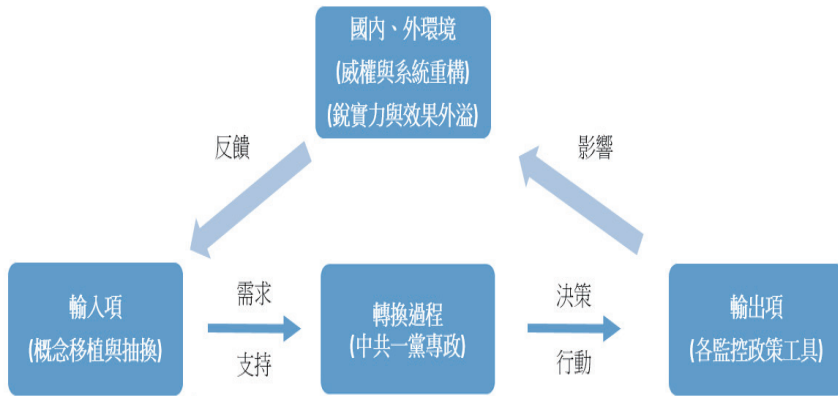 國內、外環境
(威權與系統重構)
(銳實力與效果外溢)
反饋
影響
輸入項
(概念移植與抽換)
需求
支持
轉換過程
(中共一黨專政)
決策
行動
輸出項
(各監控政策工具)